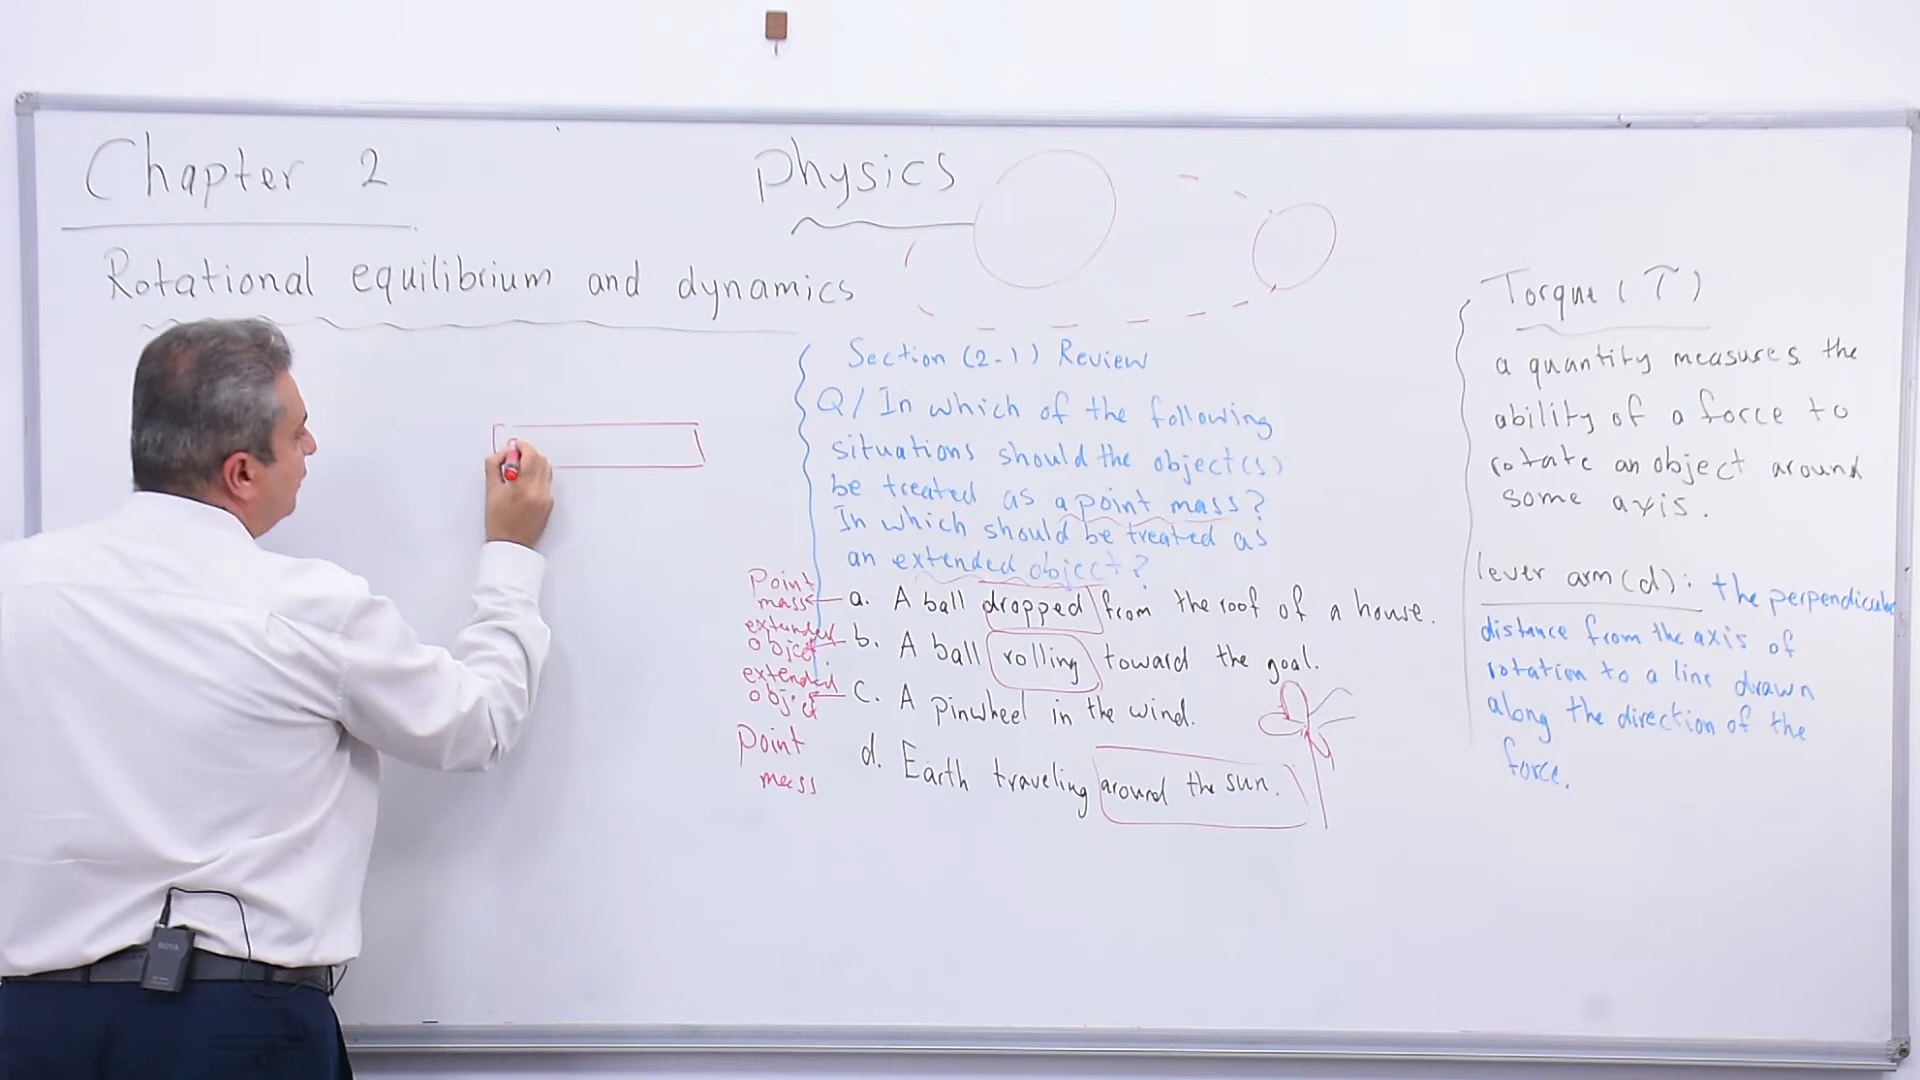 Chapter 2
Physics
Rotational equilibrium and dynamics
Section (2-1) Review
Q/ In which of the following
situations should the object(s)
be treated as a point mass?
In which should be treated as
an extended object?
Point
mass
a. A ball dropped from the roof of a house.
extended
object
b. A ball rolling toward the goal.
extended
object
c. A pinwheel in the wind.
Point
mass
d. Earth traveling around the sun.
Torque (τ)
a quantity measures the
ability of a force to
rotate an object around
some axis.
lever arm (d): the perpendicular
distance from the axis of
rotation to a line drawn
along the direction of the
force.
BOYA